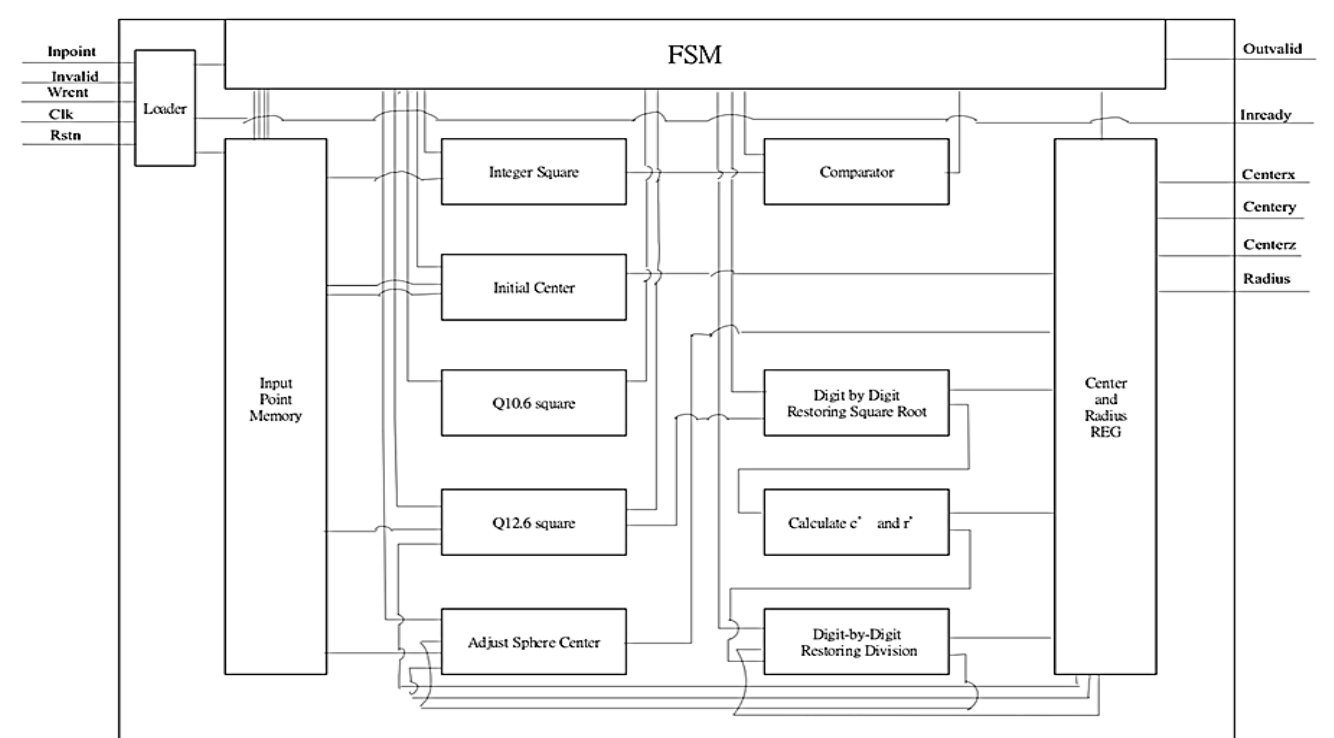 FSM
Inpoint
Invalid
Wrcnt
Clk
Rstn
Loader
Outvalid
Inready
Centerx
Centery
Centerz
Radius
Integer Square
Comparator
Initial Center
Input
Point
Memory
Q10.6 square
Digit by Digit
Restoring Square Root
Center
and
Radius
REG
Q12.6 square
Calculate c* and r*
Adjust Sphere Center
Digit-by-Digit
Restoring Division